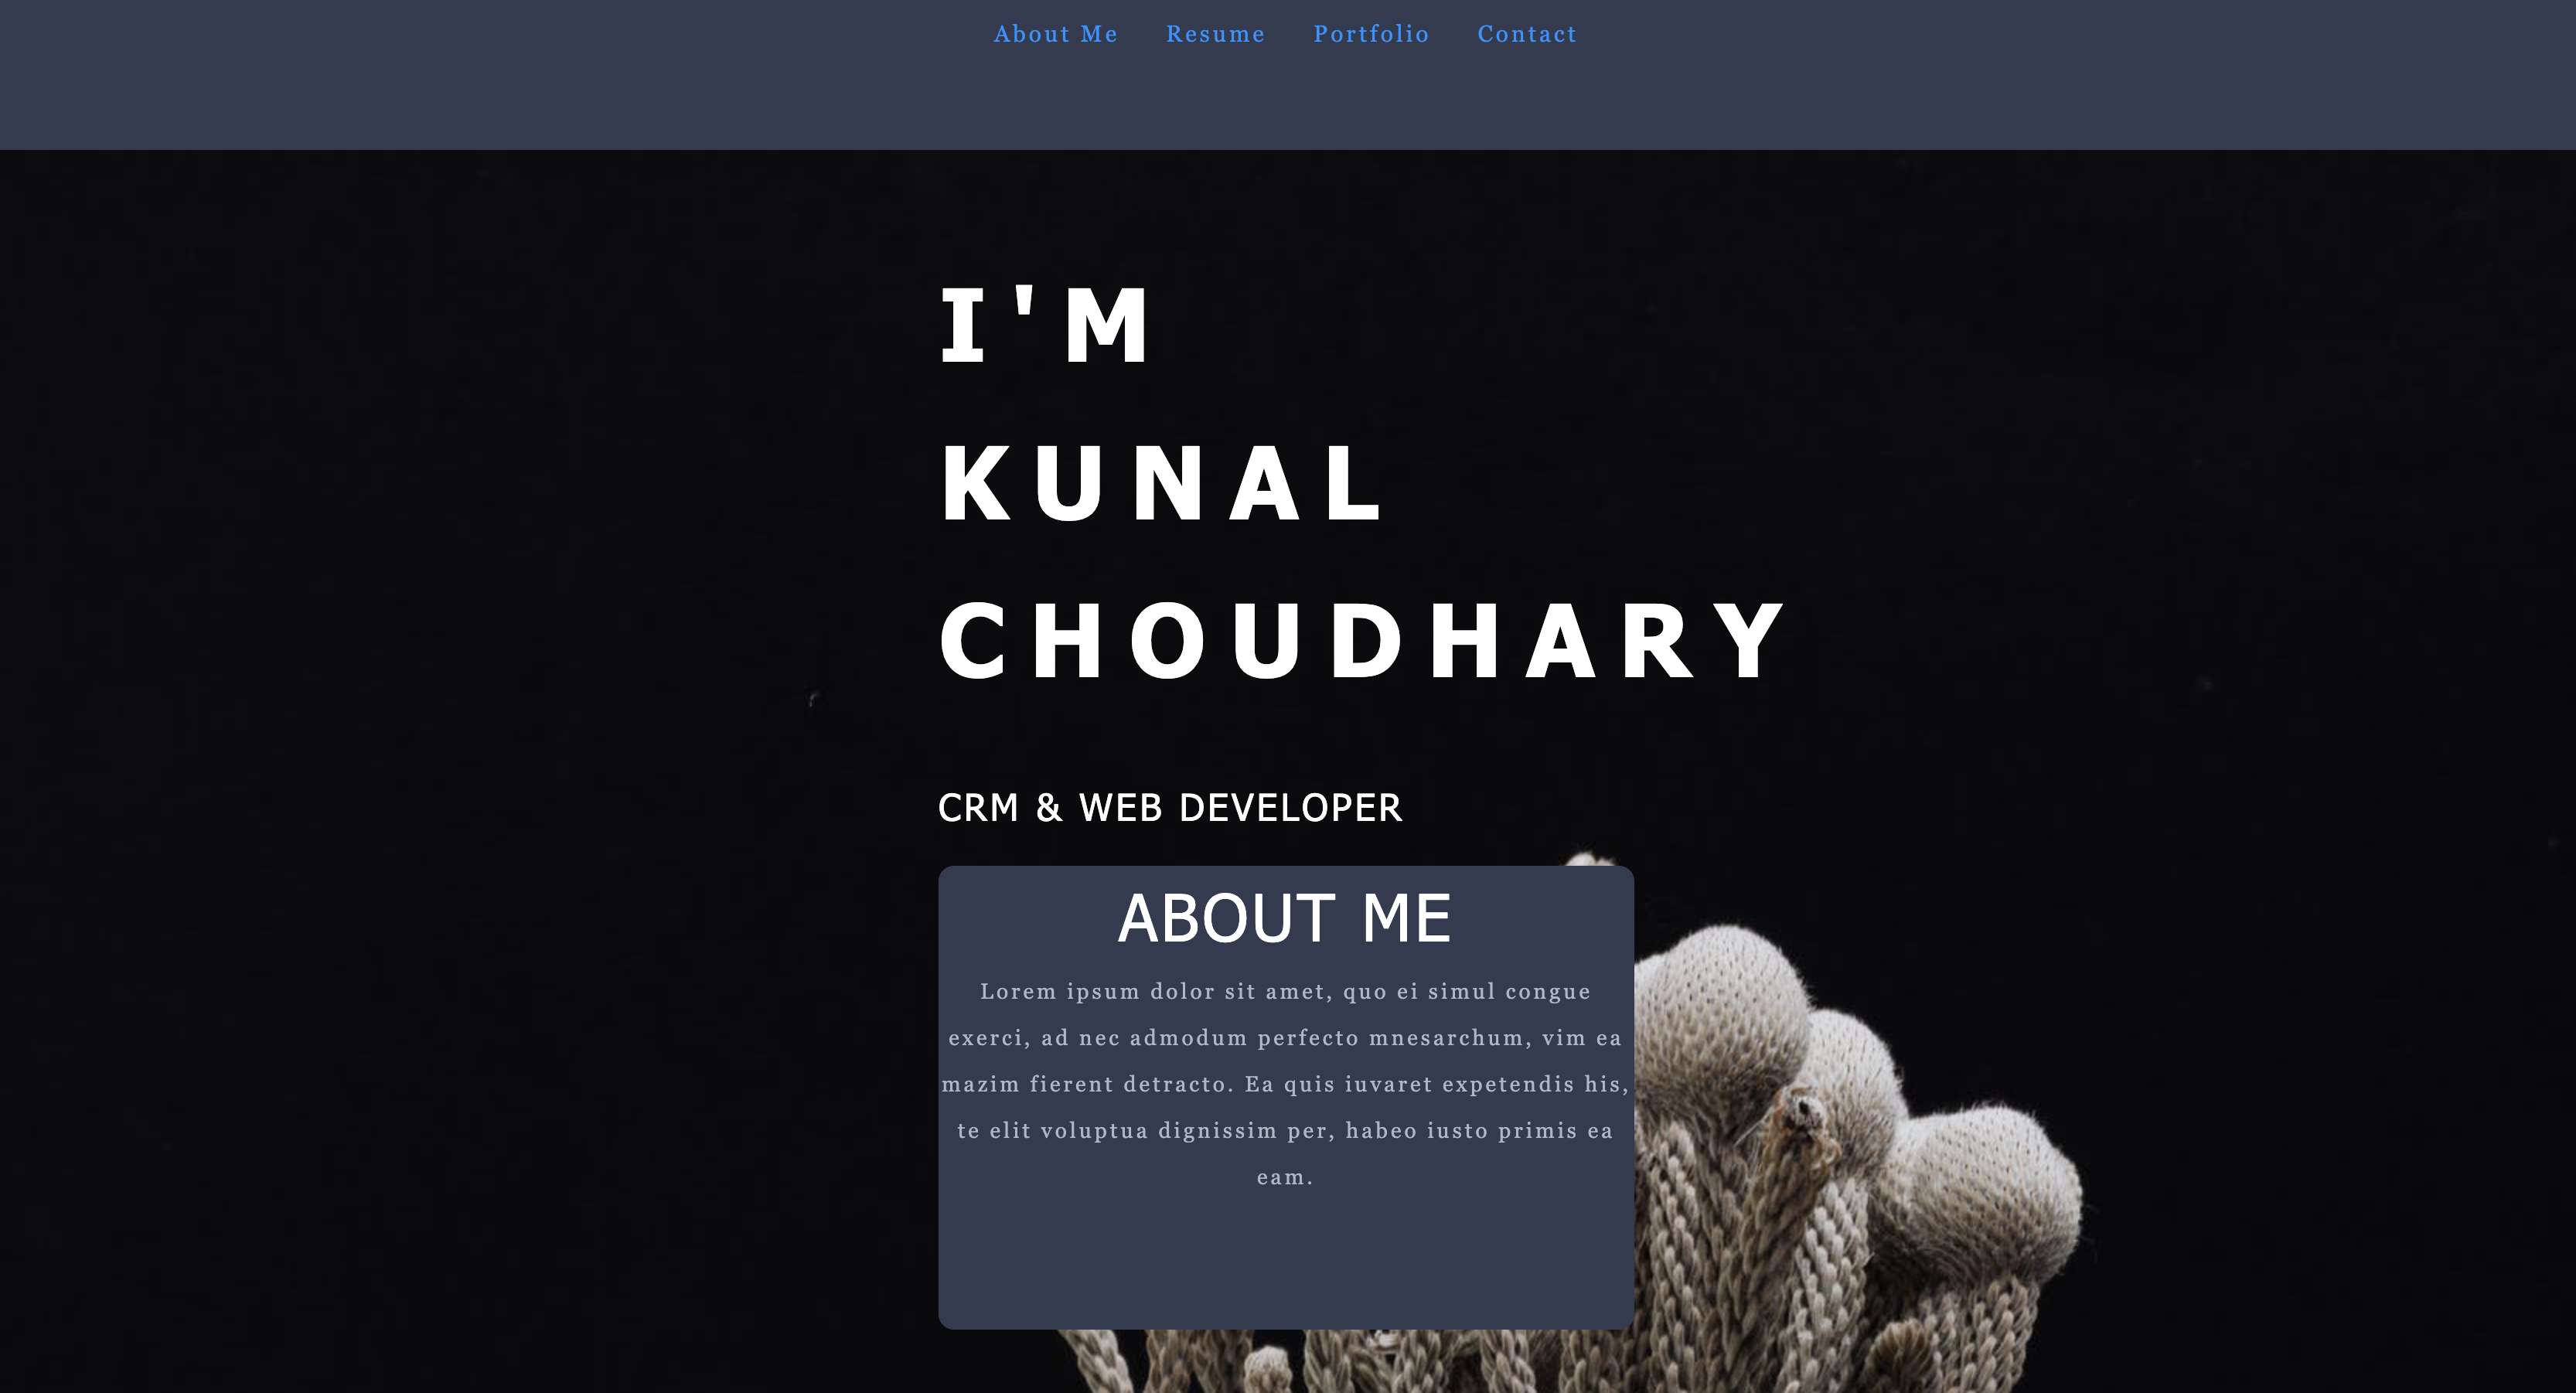 About Me Resume Portfolio Contact
I'M
KUNAL
CHOUDHARY
CRM & WEB DEVELOPER
ABOUT ME
Lorem ipsum dolor sit amet, quo ei simul congue
exerci, ad nec admodum perfecto mnesarchum, vim ea
mazim fierent detracto. Ea quis iuvaret expetendis his,
te elit voluptua dignissim per, habeo iusto primis ea
eam.